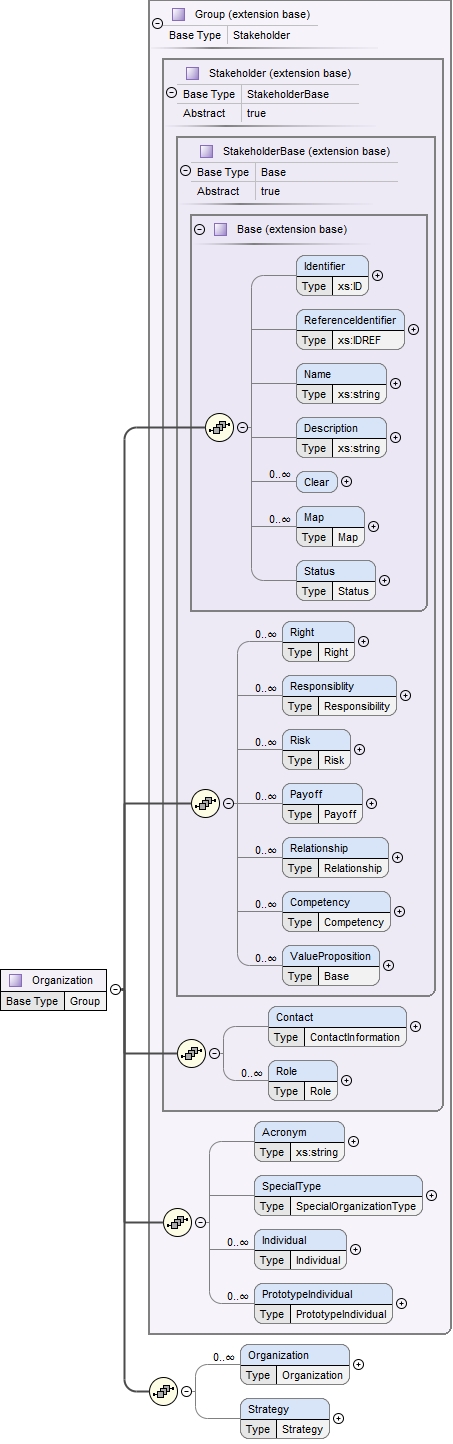 Group (extension base)
Base Type Stakeholder
Stakeholder (extension base)
Base Type StakeholderBase
Abstract true
StakeholderBase (extension base)
Base Type Base
Abstract true
Base (extension base)
Identifier
Type xs:ID
ReferenceIdentifier
Type xs:IDREF
Name
Type xs:string
Description
Type xs:string
0..∞ Clear
0..∞ Map
Type Map
Status
Type Status
0..∞ Right
Type Right
0..∞ Responsiblity
Type Responsibility
0..∞ Risk
Type Risk
0..∞ Payoff
Type Payoff
0..∞ Relationship
Type Relationship
0..∞ Competency
Type Competency
0..∞ ValueProposition
Type Base
Organization
Base Type Group
Contact
Type ContactInformation
0..∞ Role
Type Role
Acronym
Type xs:string
SpecialType
Type SpecialOrganizationType
0..∞ Individual
Type Individual
0..∞ PrototypeIndividual
Type PrototypeIndividual
0..∞ Organization
Type Organization
Strategy
Type Strategy